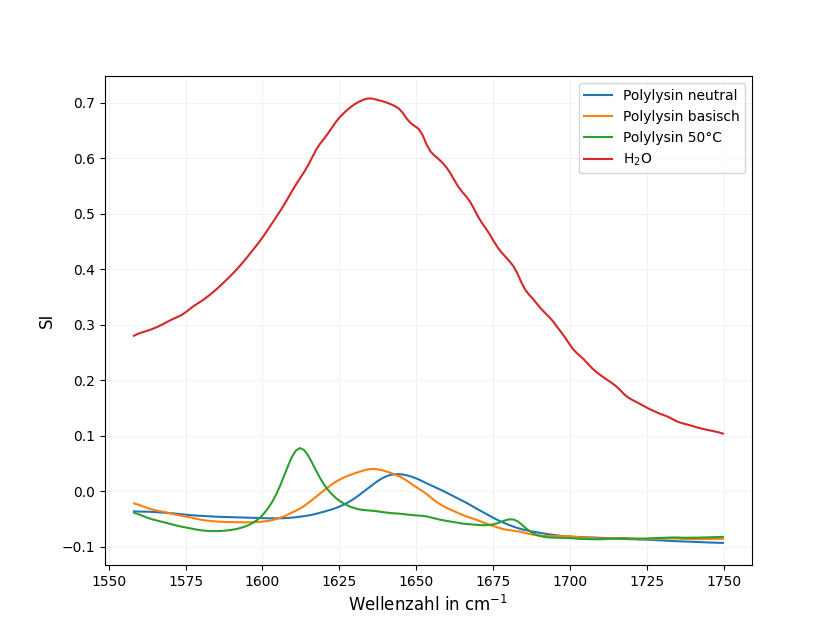 0.7
0.6
0.5
0.4
0.3
0.2
0.1
0.0
−0.1
SI
1550 1575 1600 1625 1650 1675 1700 1725 1750
Wellenzahl in cm⁻¹
Polylysin neutral
Polylysin basisch
Polylysin 50°C
H₂O